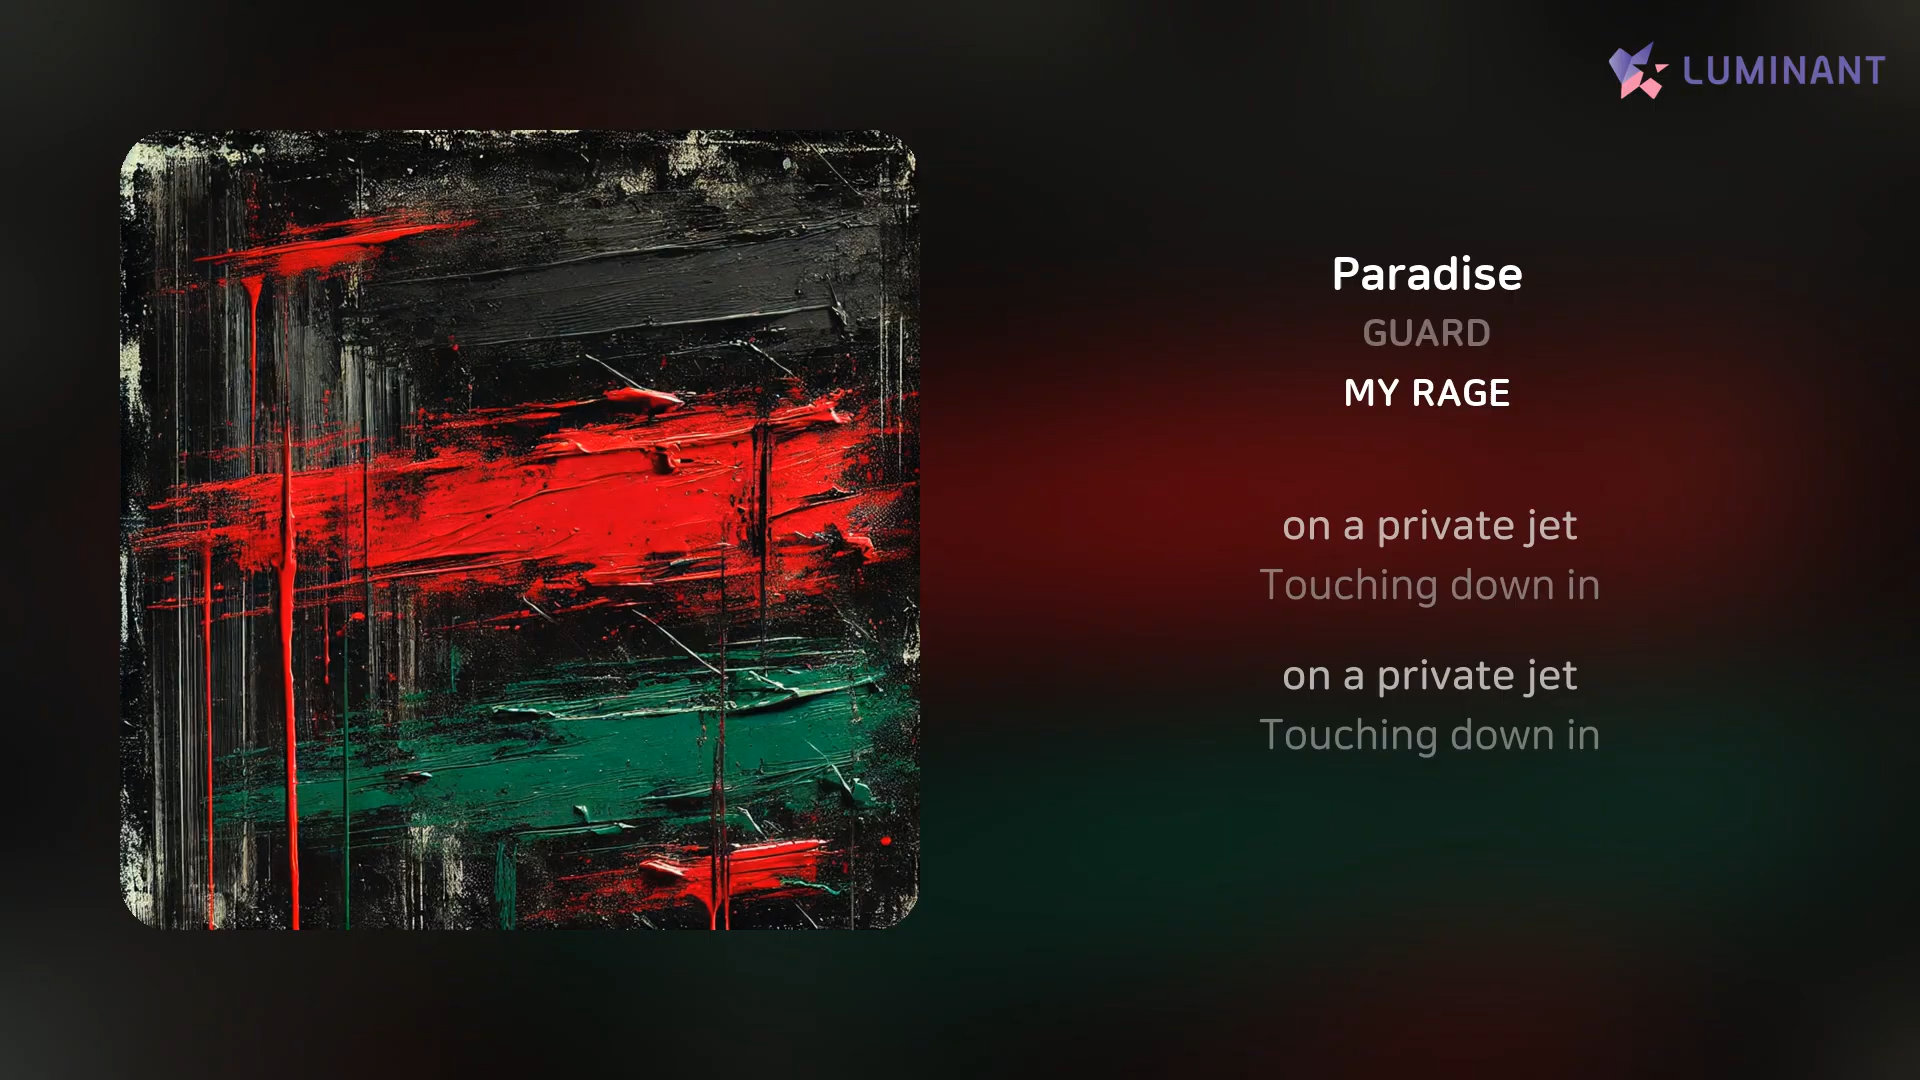 LUMINANT
Paradise
GUARD
MY RAGE
on a private jet
Touching down in
on a private jet
Touching down in